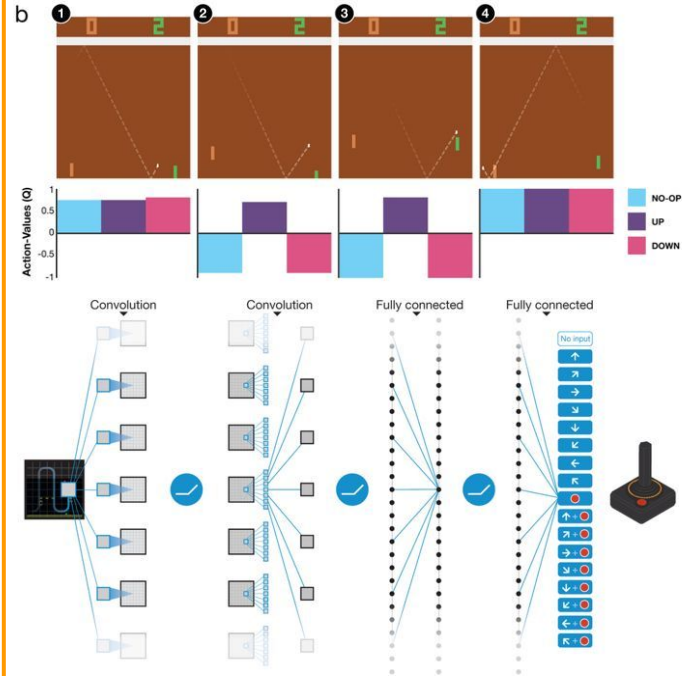 b
1 0 2
2 0 2
3 0 2
4 0 2
Action-Values (Q)
1
0.5
0
-0.5
-1
NO-OP
UP
DOWN
Convolution Convolution Fully connected Fully connected
No input
↑
↗
→
↘
↓
↙
←
↖
↑ +
↗ +
→ +
↘ +
↓ +
↙ +
← +
↖ +